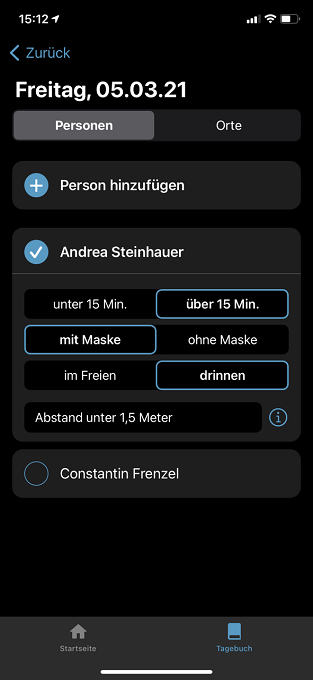 15:12
Zurück
Freitag, 05.03.21
Personen Orte
Person hinzufügen
Andrea Steinhauer
unter 15 Min. über 15 Min.
mit Maske ohne Maske
im Freien drinnen
Abstand unter 1,5 Meter
Constantin Frenzel
Startseite Tagebuch